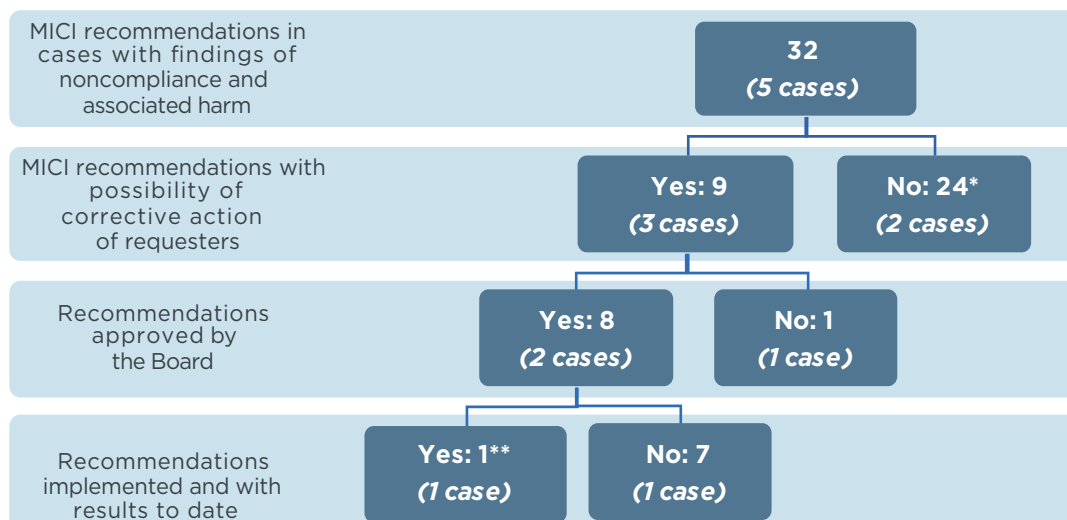 MICI recommendations in
cases with findings of
noncompliance and
associated harm
32
(5 cases)
MICI recommendations with
possibility of
corrective action
of requesters
Yes: 9
(3 cases)
No: 24*
(2 cases)
Recommendations
approved by
the Board
Yes: 8
(2 cases)
No: 1
(1 case)
Recommendations
implemented and with
results to date
Yes: 1**
(1 case)
No: 7
(1 case)